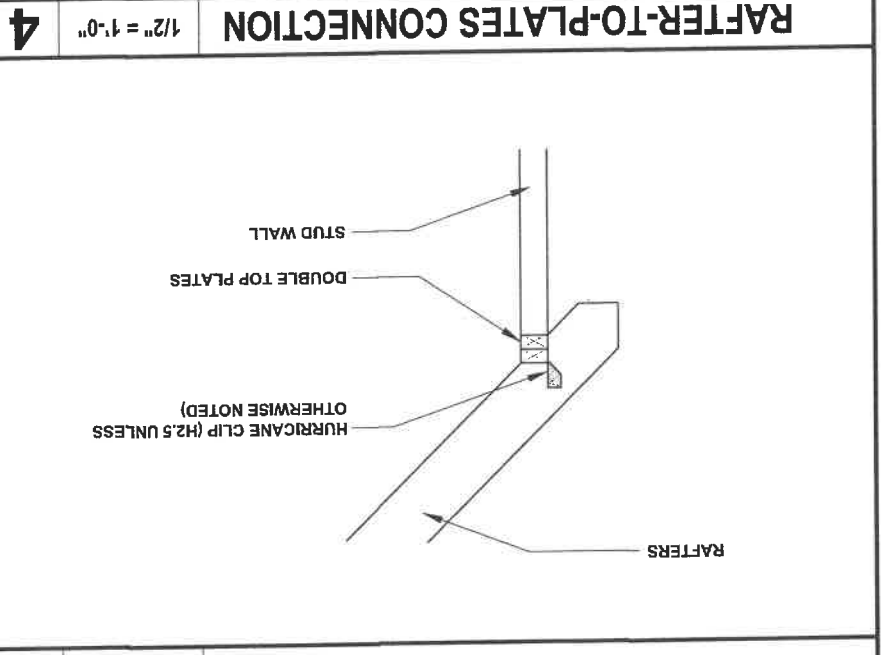 RAFTERS
HURRICANE CLIP (H2.5 UNLESS
OTHERWISE NOTED)
DOUBLE TOP PLATES
STUD WALL
RAFTER-TO-PLATES CONNECTION
1/2" = 1'-0"
4